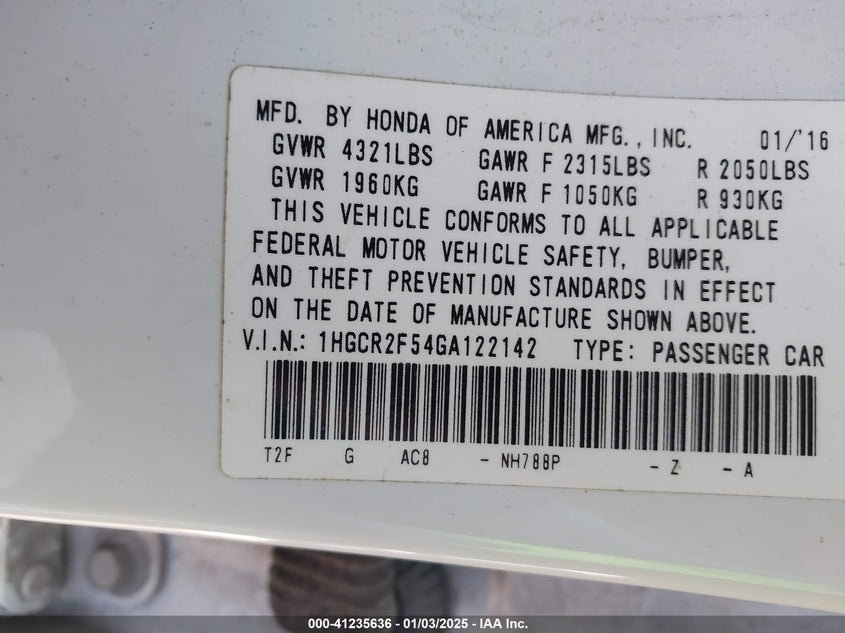 MFD. BY HONDA OF AMERICA MFG., INC. 01/'16
GVWR 4321LBS GAWR F 2315LBS R 2050LBS
GVWR 1960KG GAWR F 1050KG R 930KG
THIS VEHICLE CONFORMS TO ALL APPLICABLE
FEDERAL MOTOR VEHICLE SAFETY, BUMPER,
AND THEFT PREVENTION STANDARDS IN EFFECT
ON THE DATE OF MANUFACTURE SHOWN ABOVE.
V.I.N.: 1HGCR2F54GA122142 TYPE: PASSENGER CAR
T2F G AC8 - NH788P - Z - A
000-41235636 - 01/03/2025 - IAA Inc.